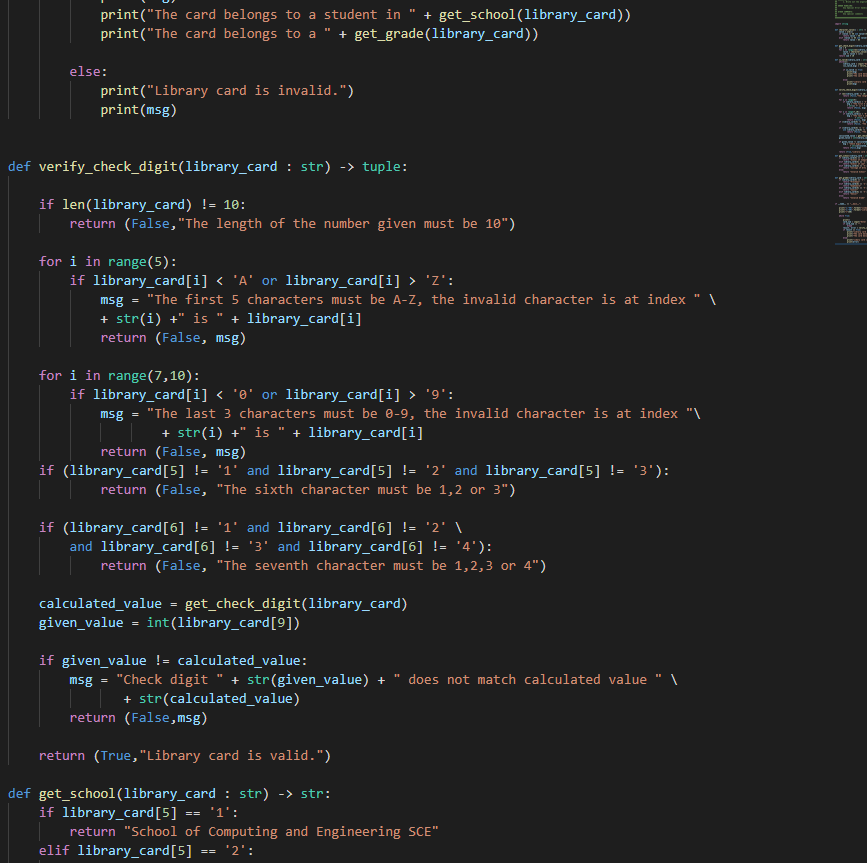 print("The card belongs to a student in " + get_school(library_card))
        print("The card belongs to a " + get_grade(library_card))
    else:
        print("Library card is invalid.")
        print(msg)
def verify_check_digit(library_card : str) -> tuple:
    if len(library_card) != 10:
        return (False,"The length of the number given must be 10")
    for i in range(5):
        if library_card[i] < 'A' or library_card[i] > 'Z':
            msg = "The first 5 characters must be A-Z, the invalid character is at index " \
            + str(i) +" is " + library_card[i]
            return (False, msg)
    for i in range(7,10):
        if library_card[i] < '0' or library_card[i] > '9':
            msg = "The last 3 characters must be 0-9, the invalid character is at index "\
                    + str(i) +" is " + library_card[i]
            return (False, msg)
    if (library_card[5] != '1' and library_card[5] != '2' and library_card[5] != '3'):
        return (False, "The sixth character must be 1,2 or 3")
    if (library_card[6] != '1' and library_card[6] != '2' \
        and library_card[6] != '3' and library_card[6] != '4'):
            return (False, "The seventh character must be 1,2,3 or 4")
    calculated_value = get_check_digit(library_card)
    given_value = int(library_card[9])
    if given_value != calculated_value:
        msg = "Check digit " + str(given_value) + " does not match calculated value " \
               + str(calculated_value)
        return (False,msg)
    return (True,"Library card is valid.")
def get_school(library_card : str) -> str:
    if library_card[5] == '1':
        return "School of Computing and Engineering SCE"
    elif library_card[5] == '2':